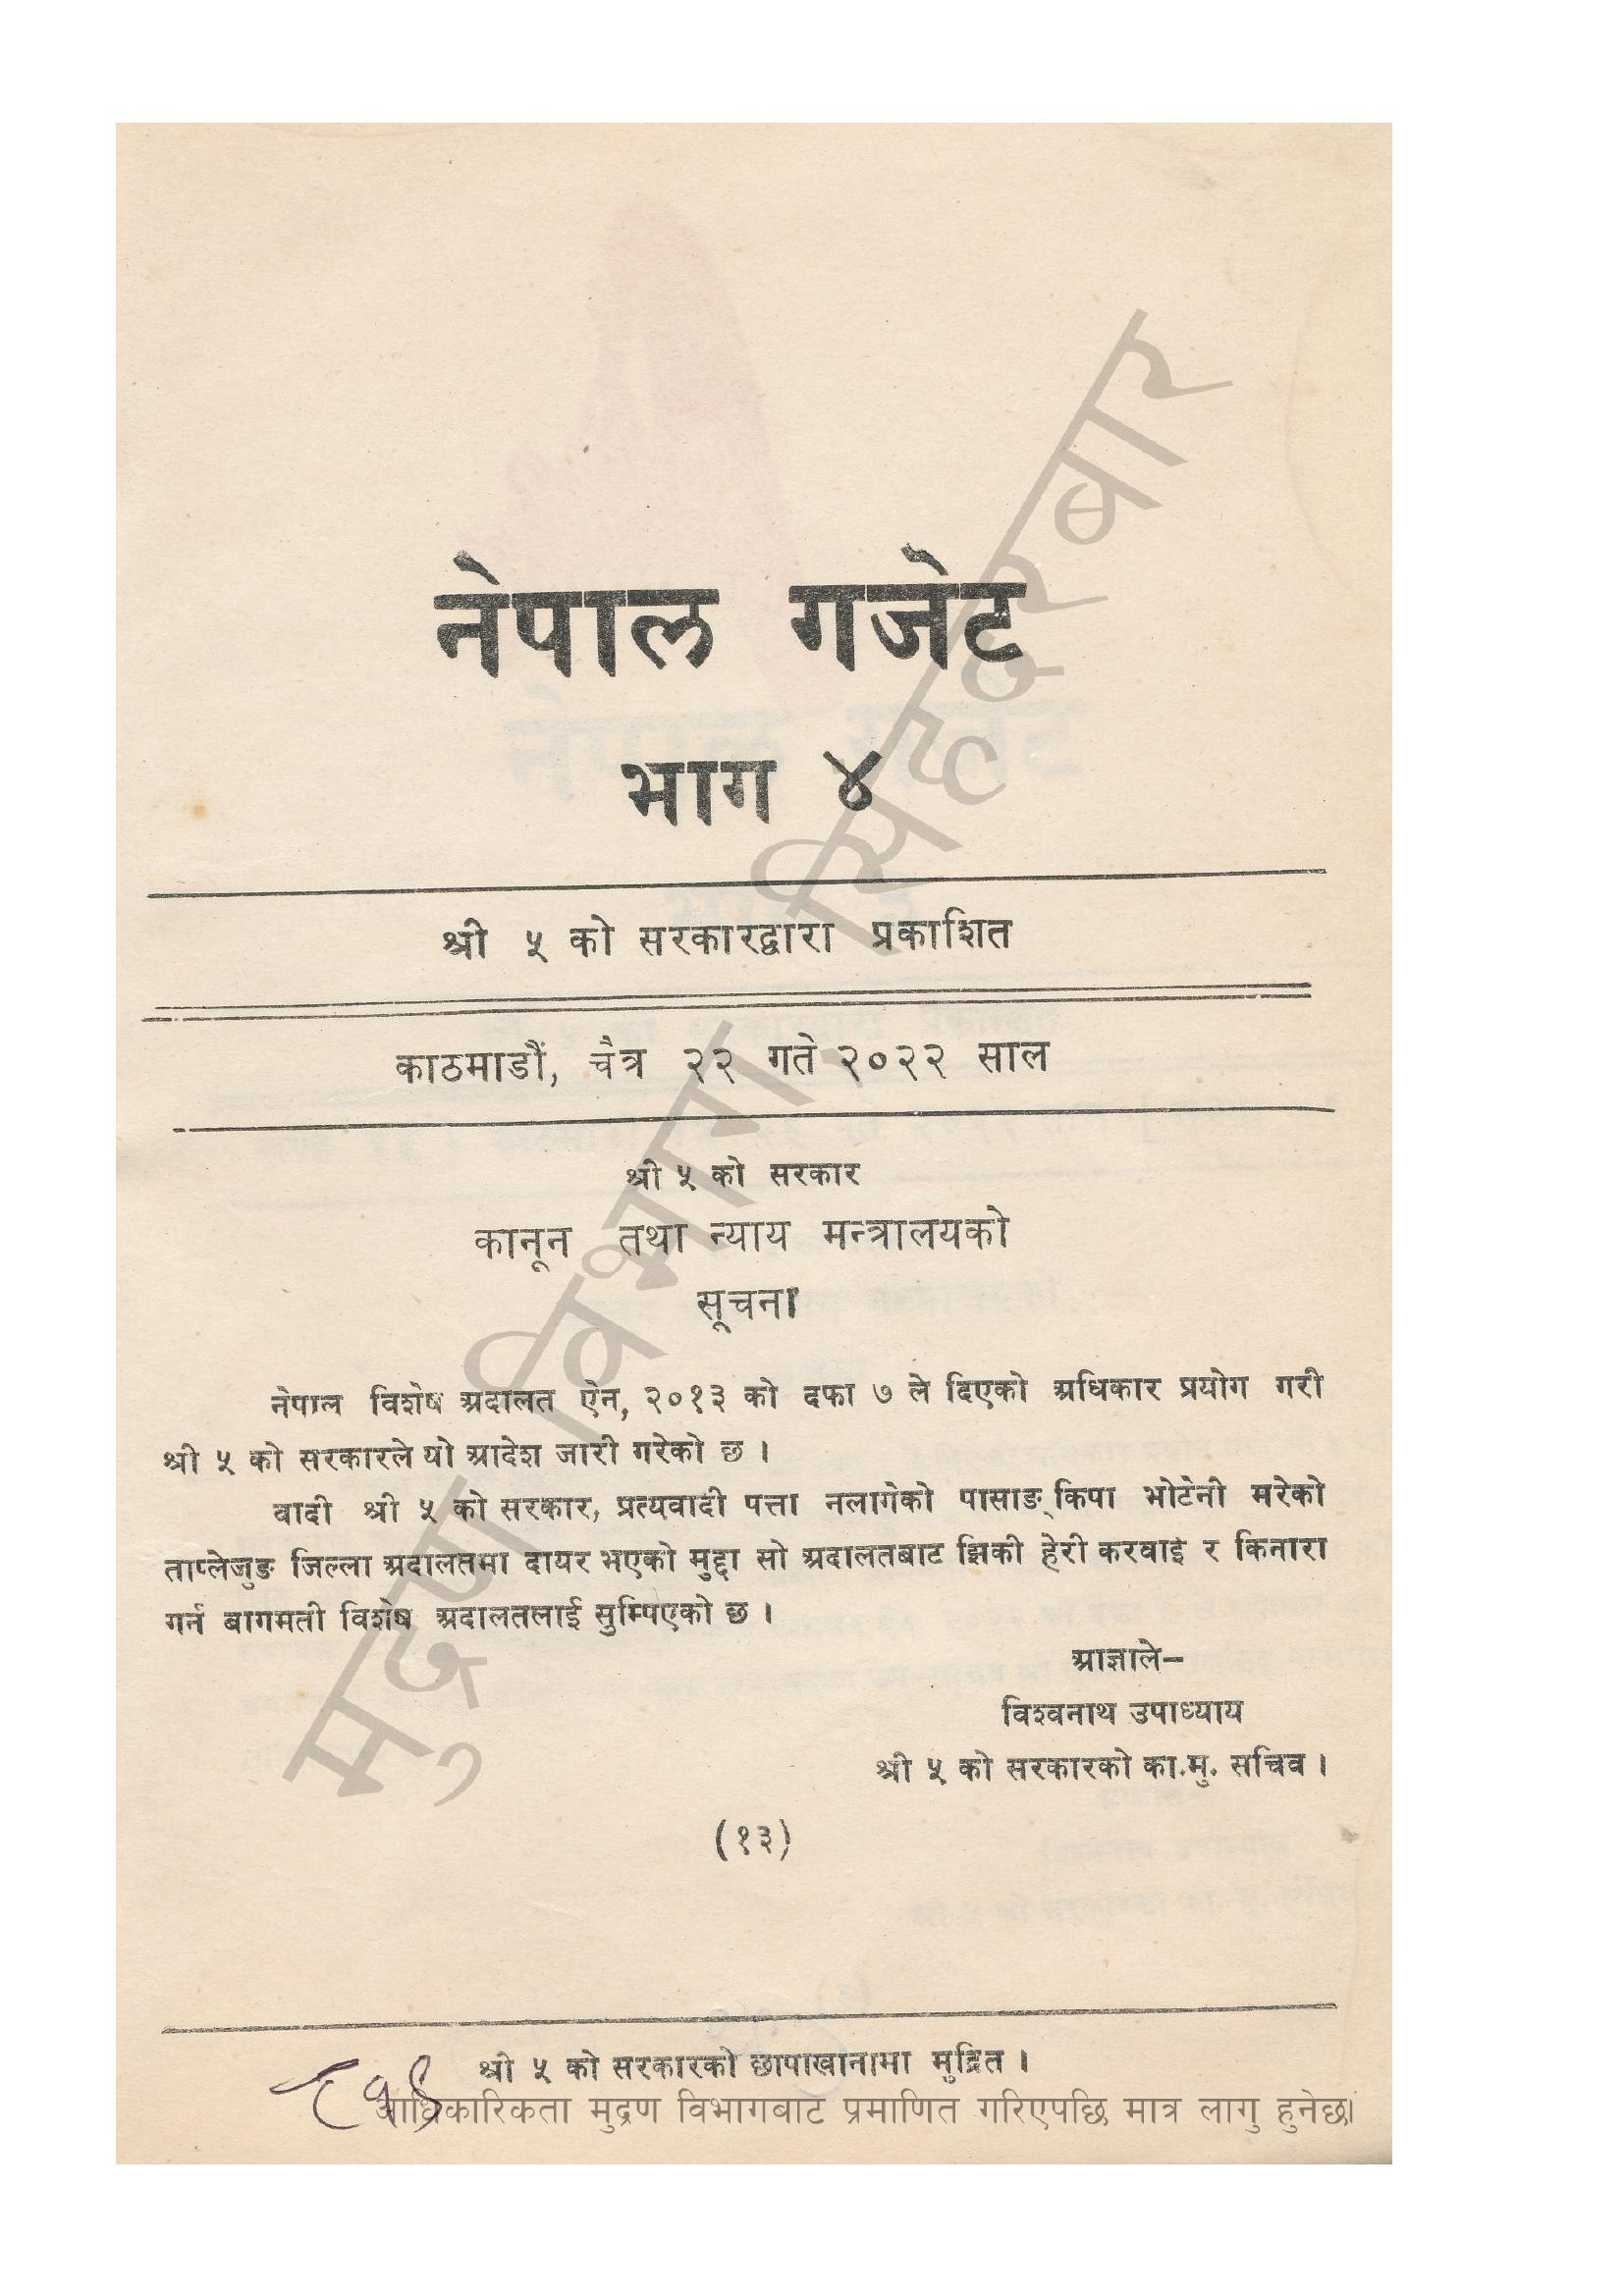 नेपाल गजेट
भाग ४
श्री ५ को सरकारद्वारा प्रकाशित
काठमाडौं, चैत्र २२ गते २०२२ साल
श्री ५ को सरकार
कानून तथा न्याय मन्त्रालयको
सूचना
नेपाल विशेष अदालत ऐन, २०१३ को दफा ७ ले दिएको अधिकार प्रयोग गरी
श्री ५ को सरकारले यो आदेश जारी गरेको छ ।
वादी श्री ५ को सरकार, प्रत्यवादी पत्ता नलागेको पासाङ् किपा भोटेनी मरेको
ताप्लेजुङ जिल्ला अदालतमा दायर भएको मुद्दा सो अदालतबाट झिकी हेरी करवाई र किनारा
गर्न बागमती विशेष अदालतलाई सुम्पिएको छ ।
आज्ञाले–
विश्वनाथ उपाध्याय
श्री ५ को सरकारको का.मु. सचिव ।
(१३)
श्री ५ को सरकारको छापाखानामा मुद्रित ।
आधिकारिकता मुद्रण विभागबाट प्रमाणित गरिएपछि मात्र लागु हुनेछ।
मुद्रण विभाग, सिंहदरबार